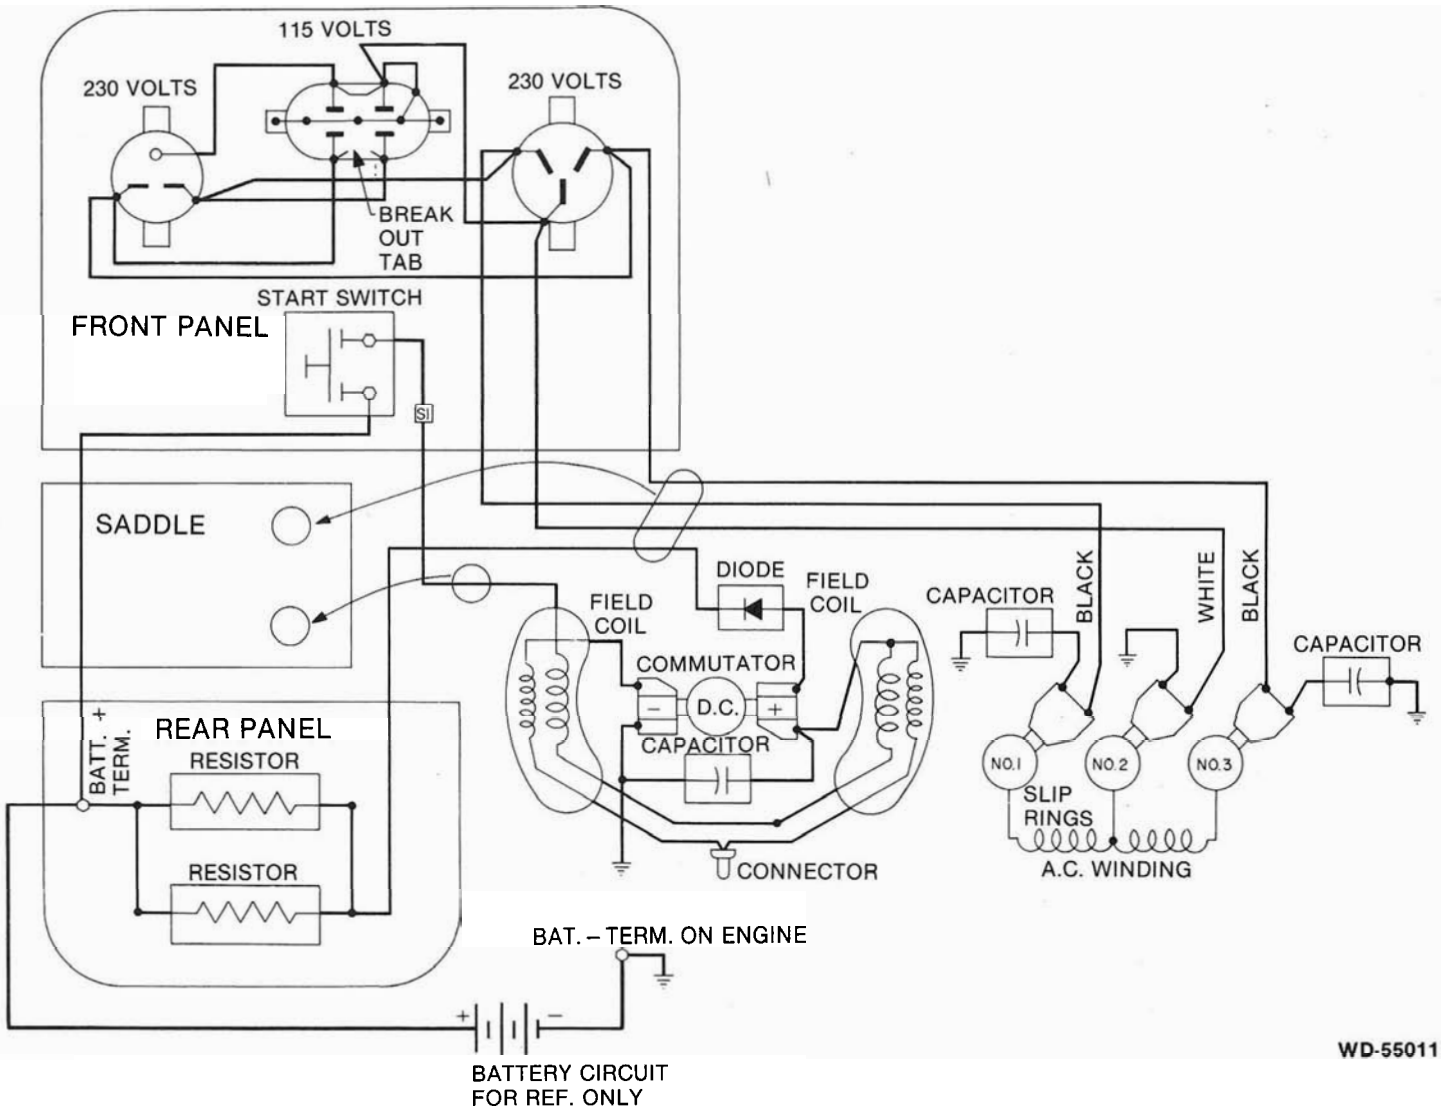 115 VOLTS
230 VOLTS
230 VOLTS
BREAK
OUT
TAB
START SWITCH
FRONT PANEL
SI
SADDLE
DIODE
FIELD
COIL
FIELD
COIL
CAPACITOR
BLACK
WHITE
BLACK
CAPACITOR
COMMUTATOR
−
D.C.
+
CAPACITOR
BATT. +
TERM.
REAR PANEL
RESISTOR
NO.1
NO.2
NO.3
SLIP
RINGS
A.C. WINDING
RESISTOR
CONNECTOR
BAT. – TERM. ON ENGINE
+
−
BATTERY CIRCUIT
FOR REF. ONLY
WD-55011